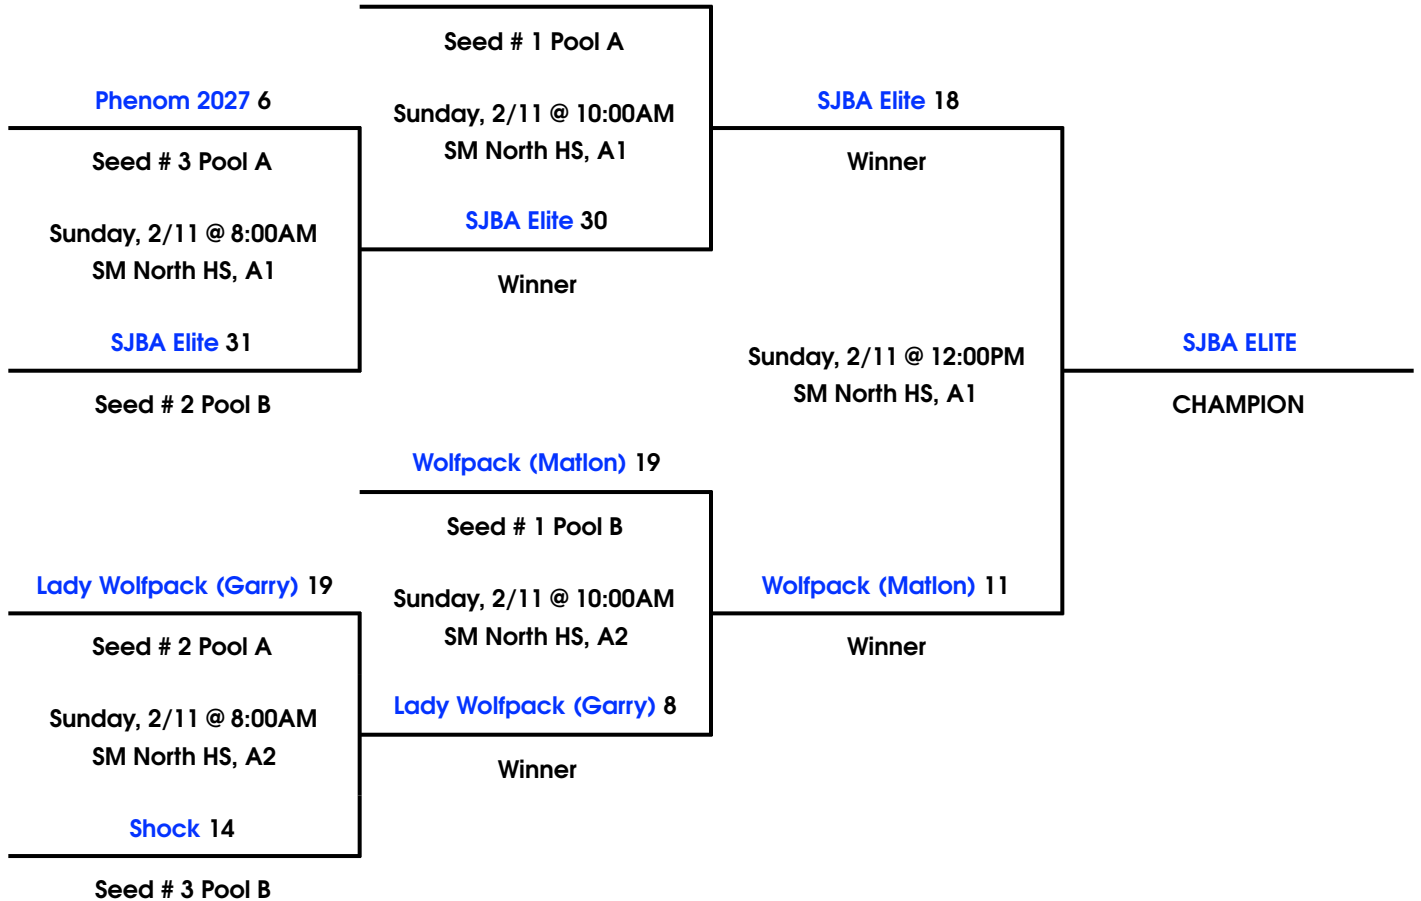 Seed # 1 Pool A
Phenom 2027 6
Sunday, 2/11 @ 10:00AM
SM North HS, A1
SJBA Elite 18
Seed # 3 Pool A
Winner
Sunday, 2/11 @ 8:00AM
SM North HS, A1
SJBA Elite 30
Winner
SJBA Elite 31
Seed # 2 Pool B
Sunday, 2/11 @ 12:00PM
SM North HS, A1
SJBA ELITE
CHAMPION
Wolfpack (Matlon) 19
Seed # 1 Pool B
Lady Wolfpack (Garry) 19
Sunday, 2/11 @ 10:00AM
SM North HS, A2
Wolfpack (Matlon) 11
Seed # 2 Pool A
Winner
Sunday, 2/11 @ 8:00AM
SM North HS, A2
Lady Wolfpack (Garry) 8
Winner
Shock 14
Seed # 3 Pool B